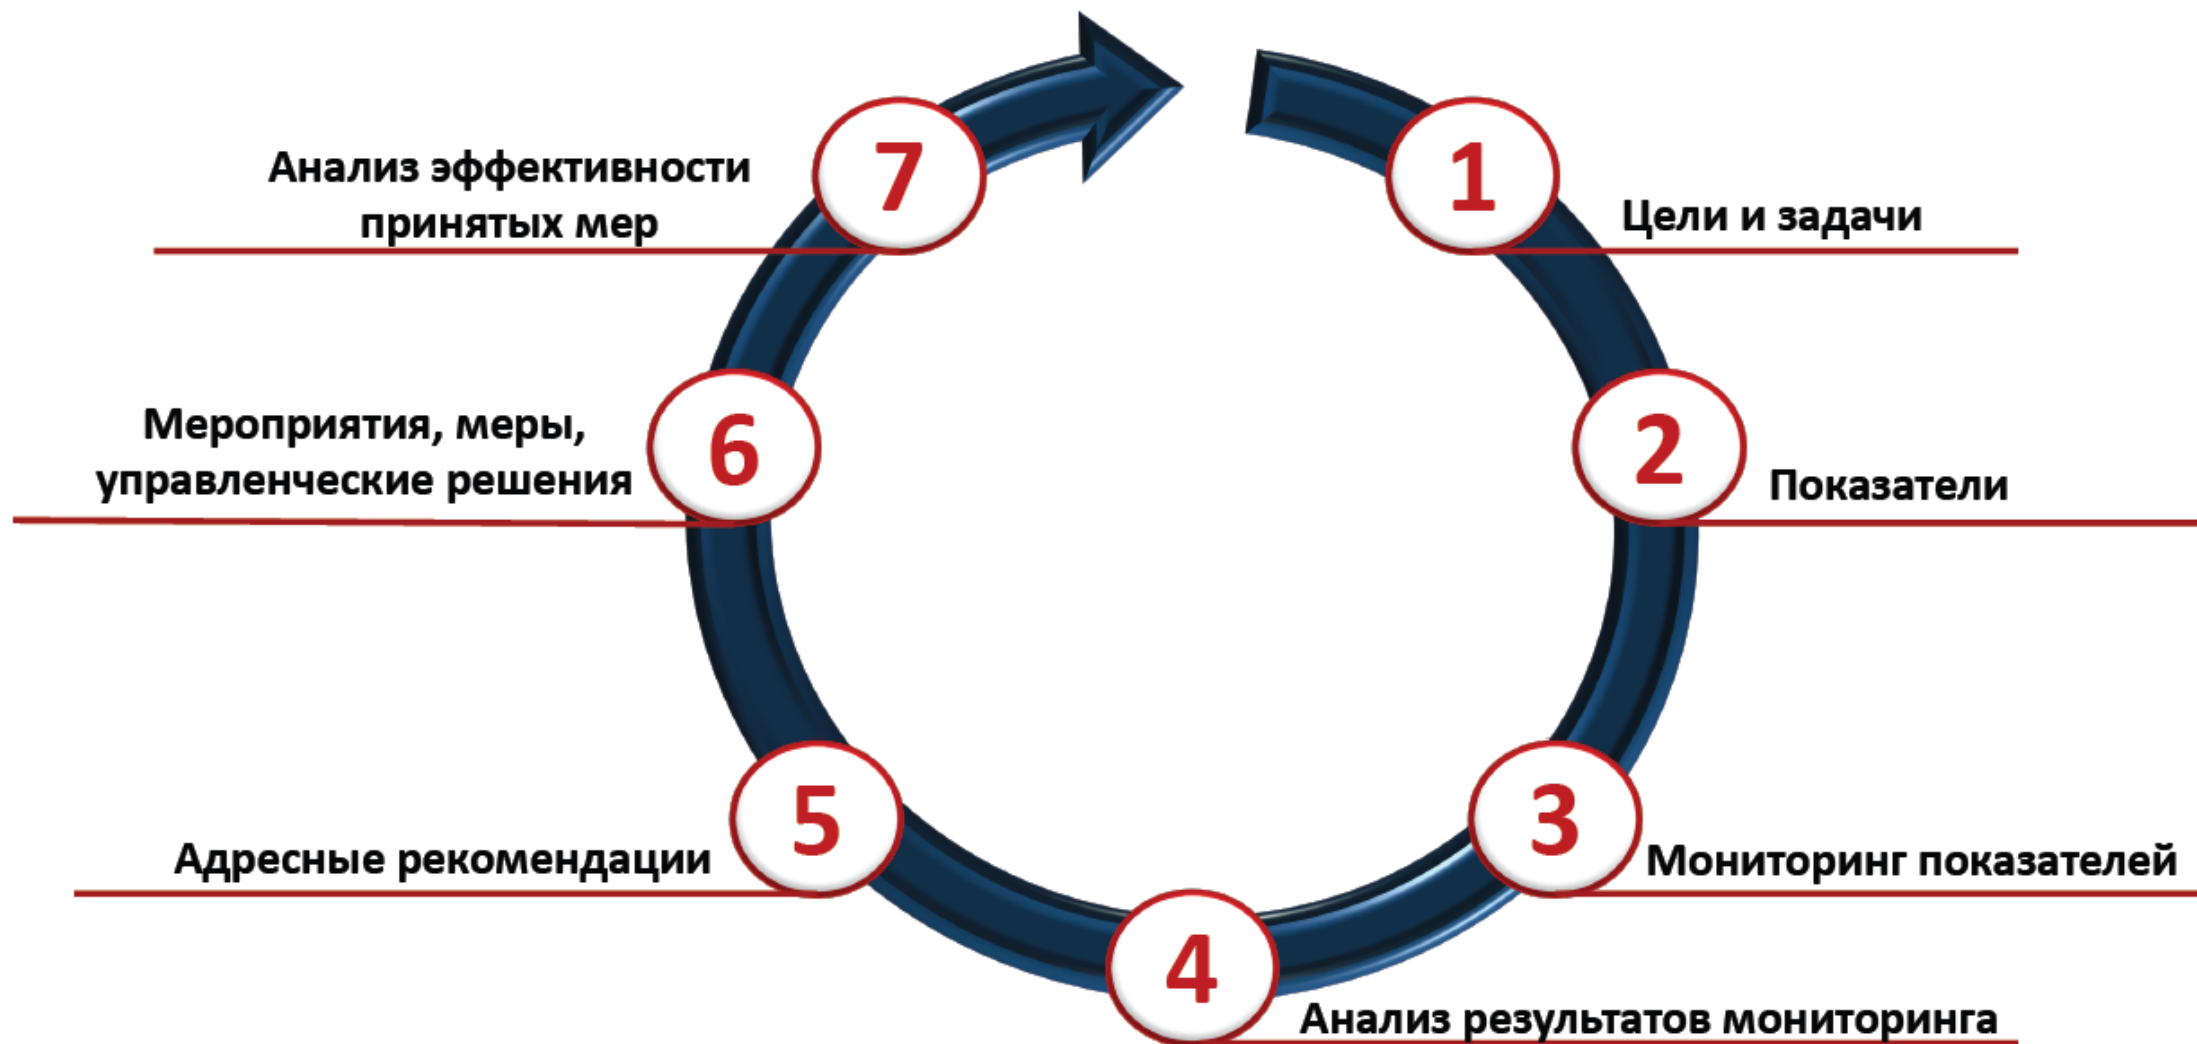 1
Цели и задачи
2
Показатели
3
Мониторинг показателей
4
Анализ результатов мониторинга
5
Адресные рекомендации
6
Мероприятия, меры,
управленческие решения
7
Анализ эффективности
принятых мер